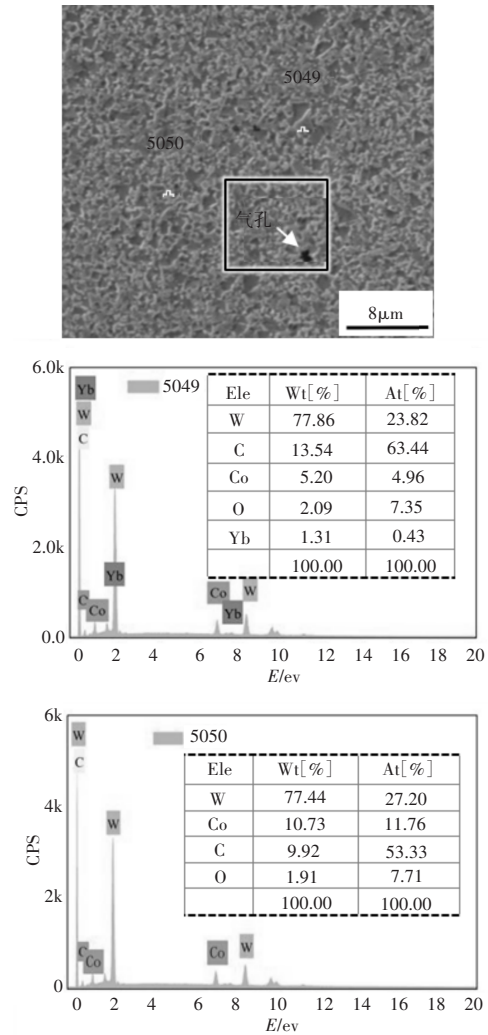 5049
5050
气孔
8μm
6.0k
4.0k
2.0k
0.0
CPS
Yb
W
C
5049
W
Yb
C
Co
Co
Yb
W
Ele Wt[%] At[%]
W 77.86 23.82
C 13.54 63.44
Co 5.20 4.96
O 2.09 7.35
Yb 1.31 0.43
100.00 100.00
0 2 4 6 8 10 12 14 16 18 20
E/ev
6k
4k
2k
0
CPS
W
C
5050
W
C
Co
Co
W
Ele Wt[%] At[%]
W 77.44 27.20
Co 10.73 11.76
C 9.92 53.33
O 1.91 7.71
100.00 100.00
0 2 4 6 8 10 12 14 16 18 20
E/ev